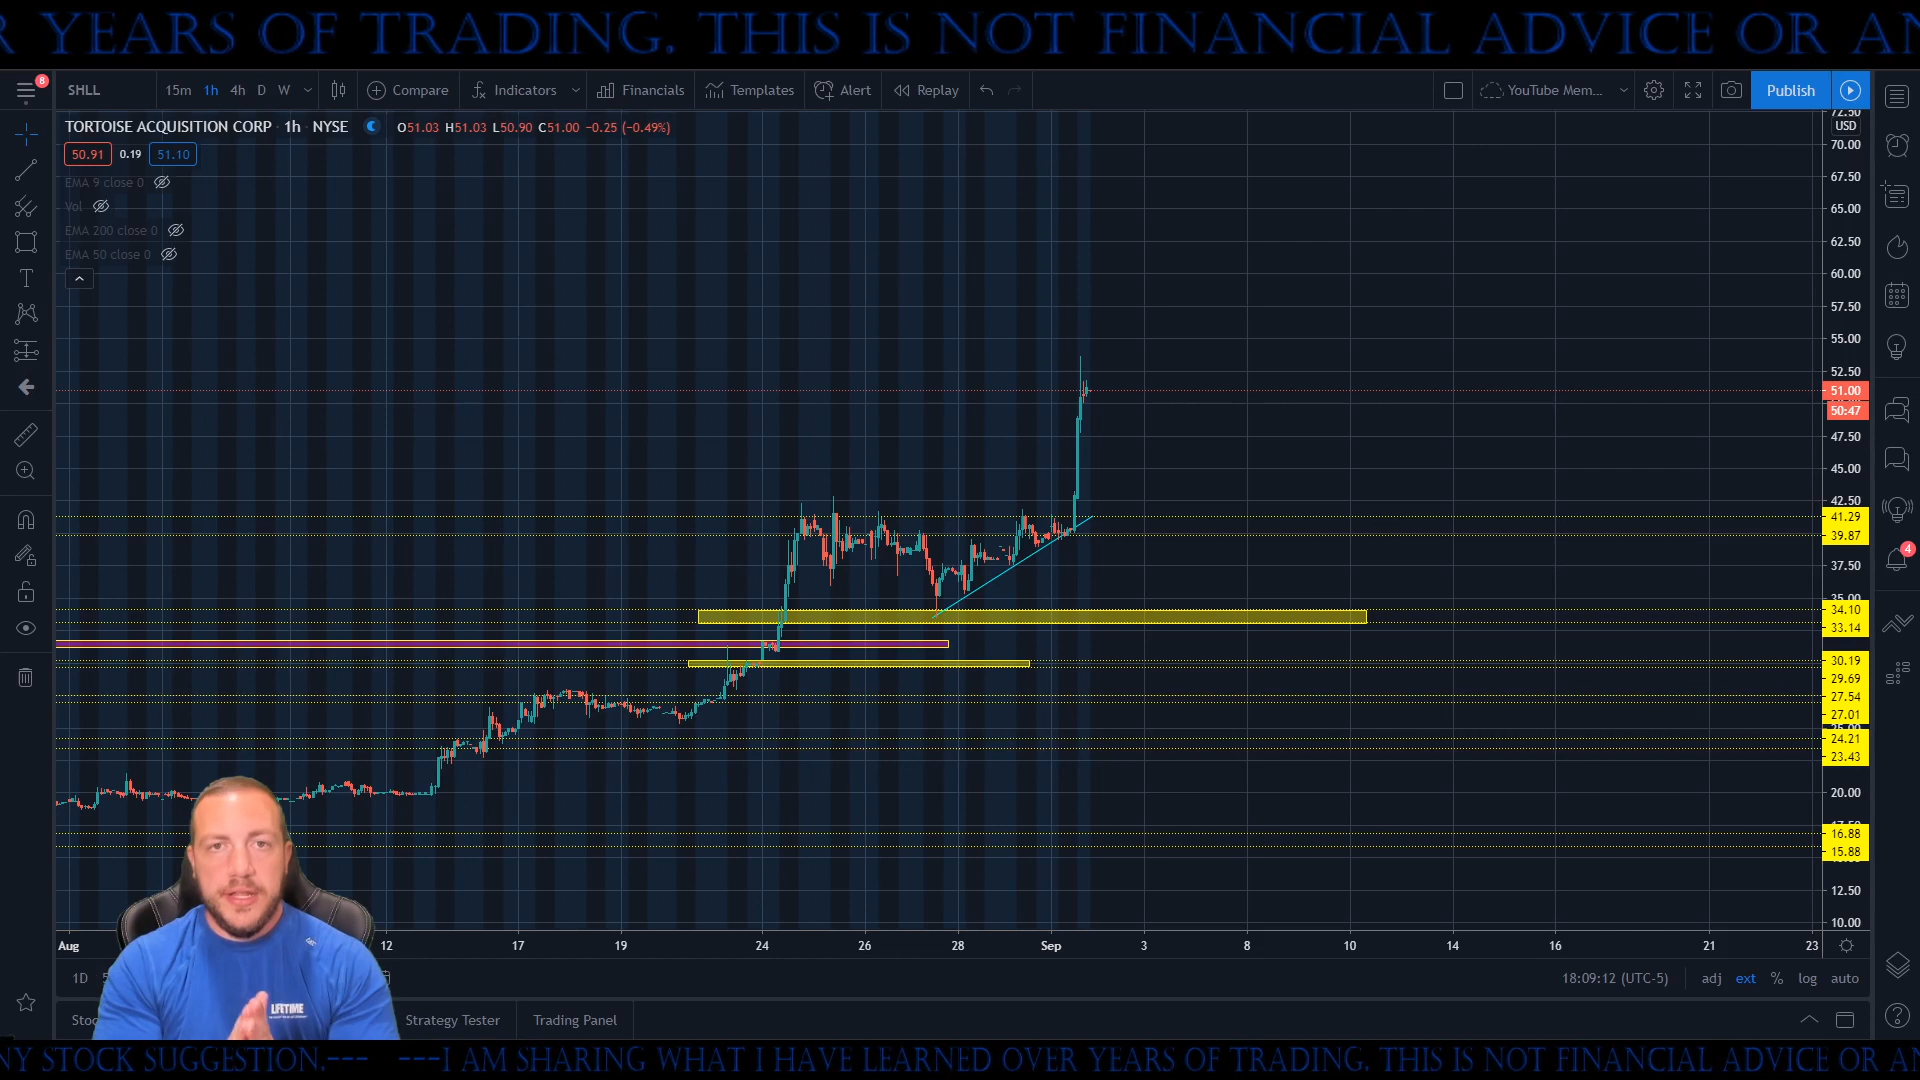 R YEARS OF TRADING. THIS IS NOT FINANCIAL ADVICE OR AN
8
SHLL 15m 1h 4h D W Compare Indicators Financials Templates Alert Replay YouTube Mem... Publish
TORTOISE ACQUISITION CORP · 1h · NYSE O51.03 H51.03 L50.90 C51.00 −0.25 (−0.49%)
50.91 0.19 51.10
EMA 9 close 0
Vol
EMA 200 close 0
EMA 50 close 0
72.50
USD
70.00
67.50
65.00
62.50
60.00
57.50
55.00
52.50
51.00
50:47
47.50
45.00
42.50
41.29
39.87
4
37.50
35.00
34.10
33.14
30.19
29.69
27.54
27.01
24.21
23.43
20.00
16.88
15.88
12.50
10.00
Aug 12 17 19 24 26 28 Sep 3 8 10 14 16 21 23
1D 18:09:12 (UTC-5) adj ext % log auto
LIFETIME
Stoc Strategy Tester Trading Panel
NY STOCK SUGGESTION.--- ---I AM SHARING WHAT I HAVE LEARNED OVER YEARS OF TRADING. THIS IS NOT FINANCIAL ADVICE OR AN